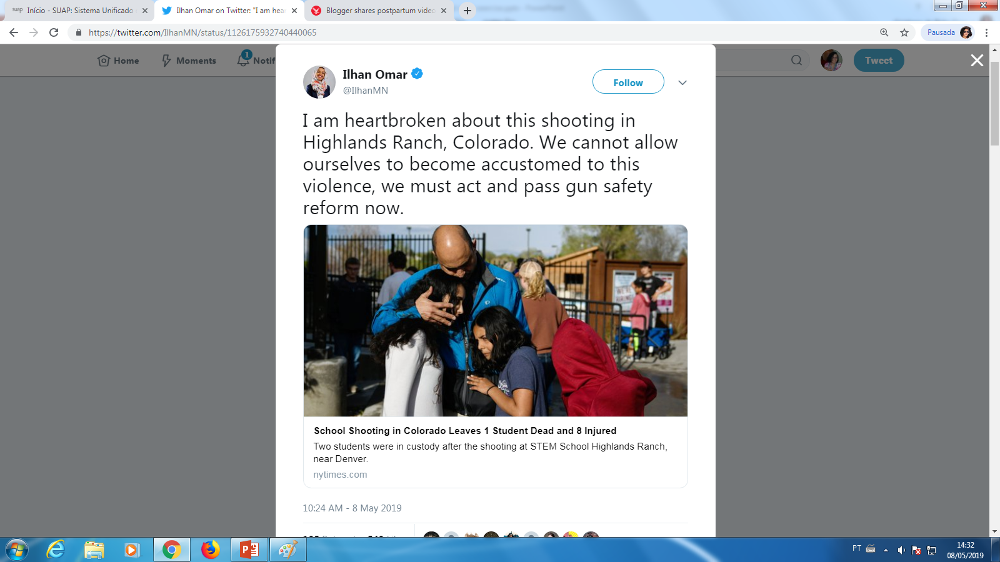 suap Início - SUAP: Sistema Unificado
Ilhan Omar on Twitter: "I am hear
Blogger shares postpartum video
https://twitter.com/IlhanMN/status/1126175932740440065
Pausada
Home
Moments
1
Notif
Tweet
Ilhan Omar
@IlhanMN
Follow
I am heartbroken about this shooting in
Highlands Ranch, Colorado. We cannot allow
ourselves to become accustomed to this
violence, we must act and pass gun safety
reform now.
School Shooting in Colorado Leaves 1 Student Dead and 8 Injured
Two students were in custody after the shooting at STEM School Highlands Ranch,
near Denver.
nytimes.com
10:24 AM - 8 May 2019
PT
14:32
08/05/2019